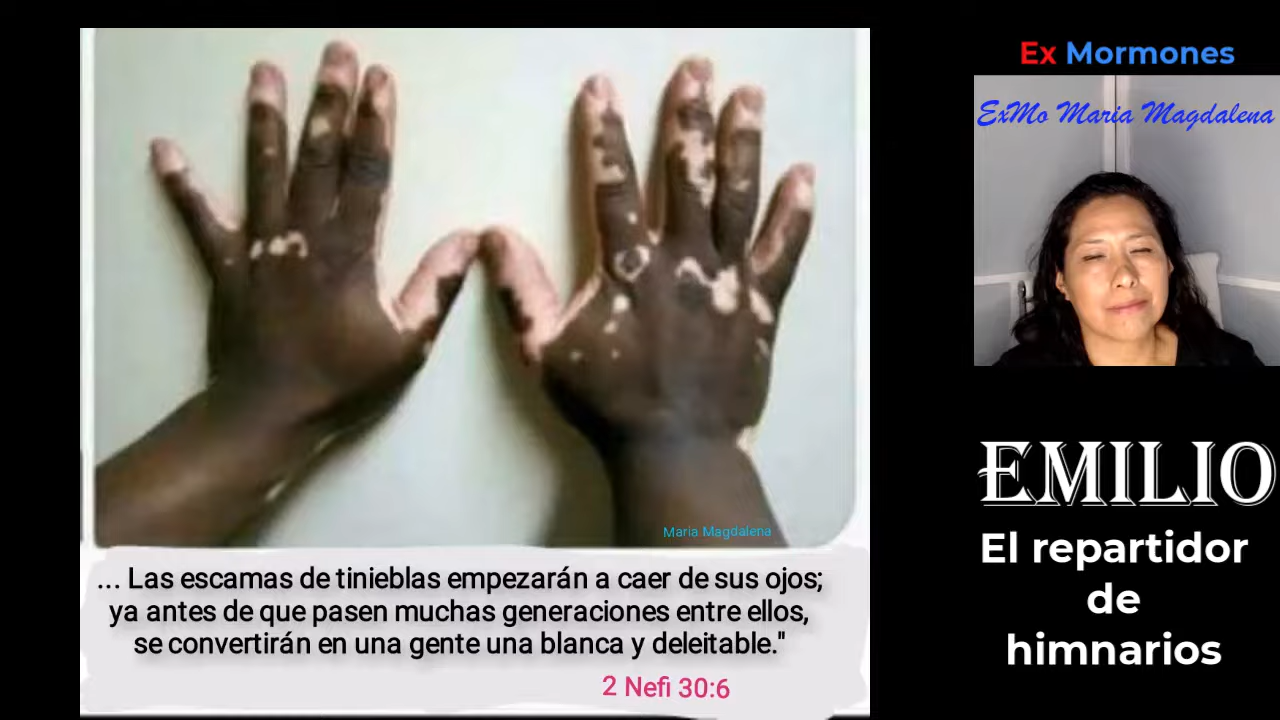 Maria Magdalena
... Las escamas de tinieblas empezarán a caer de sus ojos;
ya antes de que pasen muchas generaciones entre ellos,
se convertirán en una gente una blanca y deleitable."
2 Nefi 30:6
Ex Mormones
ExMo Maria Magdalena
EMILIO
El repartidor
de
himnarios